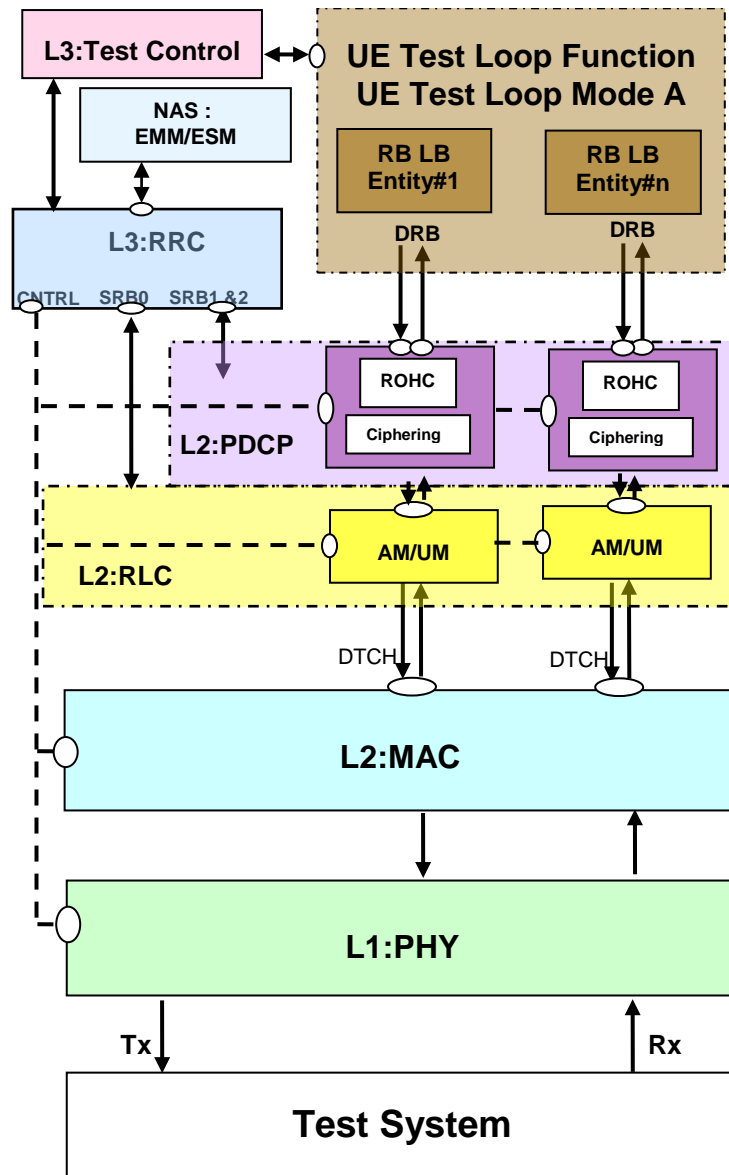 L3:Test Control
UE Test Loop Function
UE Test Loop Mode A
NAS :
EMM/ESM
RB LB
Entity#1
RB LB
Entity#n
DRB
DRB
L3:RRC
CNTRL
SRB0
SRB1 &2
ROHC
Ciphering
ROHC
Ciphering
L2:PDCP
AM/UM
AM/UM
L2:RLC
DTCH
DTCH
L2:MAC
L1:PHY
Tx
Rx
Test System